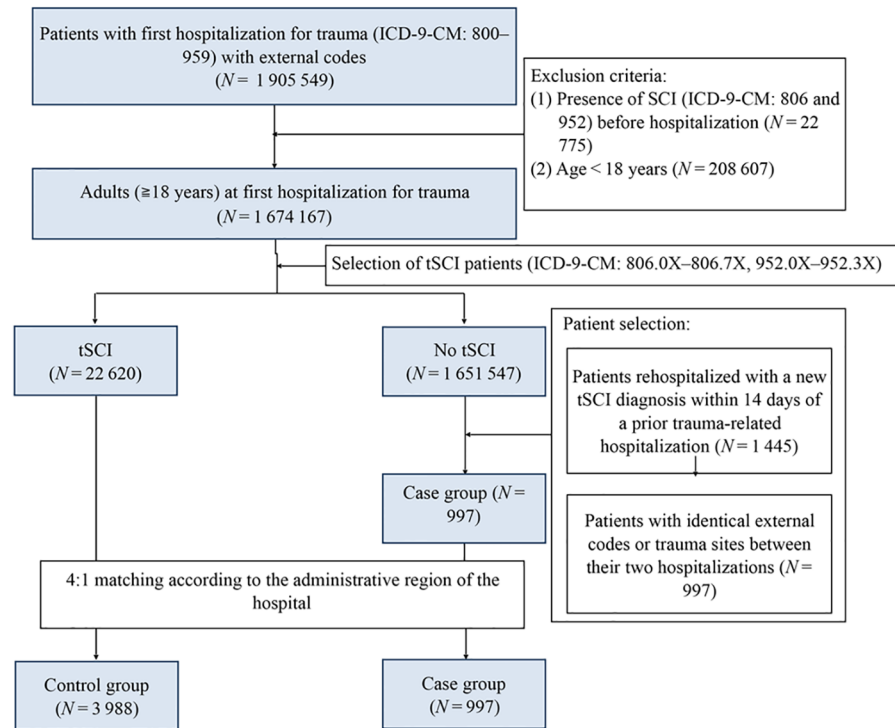 Patients with first hospitalization for trauma (ICD-9-CM: 800–
959) with external codes
(N = 1 905 549)
Exclusion criteria:
(1) Presence of SCI (ICD-9-CM: 806 and
952) before hospitalization (N = 22
775)
(2) Age < 18 years (N = 208 607)
Adults (≧18 years) at first hospitalization for trauma
(N = 1 674 167)
Selection of tSCI patients (ICD-9-CM: 806.0X–806.7X, 952.0X–952.3X)
tSCI
(N = 22 620)
No tSCI
(N = 1 651 547)
Patient selection:
Patients rehospitalized with a new
tSCI diagnosis within 14 days of
a prior trauma-related
hospitalization (N = 1 445)
Case group (N =
997)
Patients with identical external
codes or trauma sites between
their two hospitalizations (N =
997)
4:1 matching according to the administrative region of the
hospital
Control group
(N = 3 988)
Case group
(N = 997)